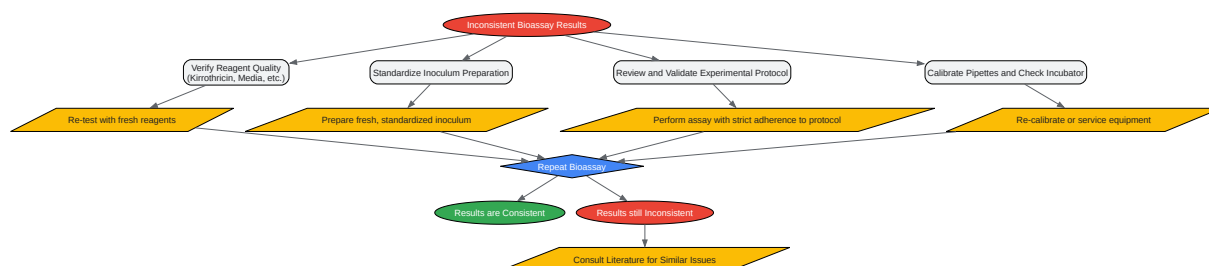 Inconsistent Bioassay Results
Verify Reagent Quality
(Kirrothricin, Media, etc.)
Standardize Inoculum Preparation
Review and Validate Experimental Protocol
Calibrate Pipettes and Check Incubator
Re-test with fresh reagents
Prepare fresh, standardized inoculum
Perform assay with strict adherence to protocol
Re-calibrate or service equipment
Repeat Bioassay
Results are Consistent
Results still Inconsistent
Consult Literature for Similar Issues